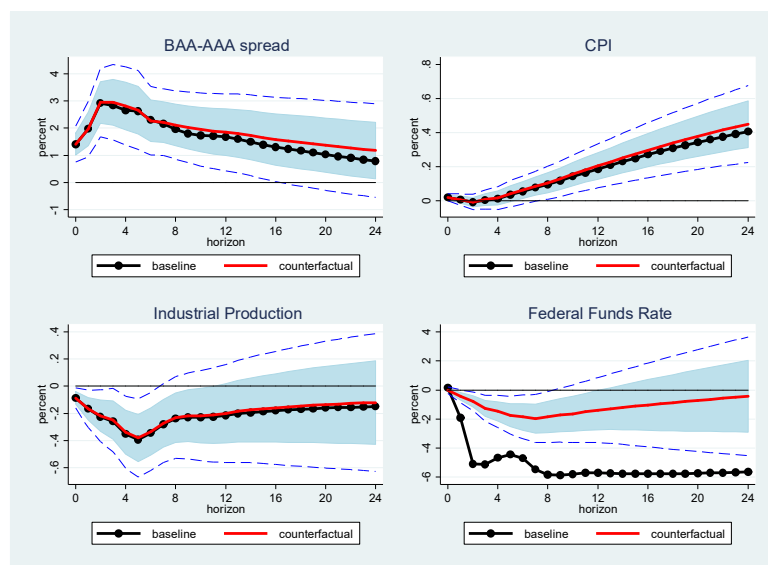 BAA-AAA spread
percent
4
3
2
1
0
-1
0 4 8 12 16 20 24
horizon
baseline counterfactual
CPI
percent
.8
.6
.4
.2
0
0 4 8 12 16 20 24
horizon
baseline counterfactual
Industrial Production
percent
.4
.2
0
-.2
-.4
-.6
0 4 8 12 16 20 24
horizon
baseline counterfactual
Federal Funds Rate
percent
4
2
0
-2
-4
-6
0 4 8 12 16 20 24
horizon
baseline counterfactual